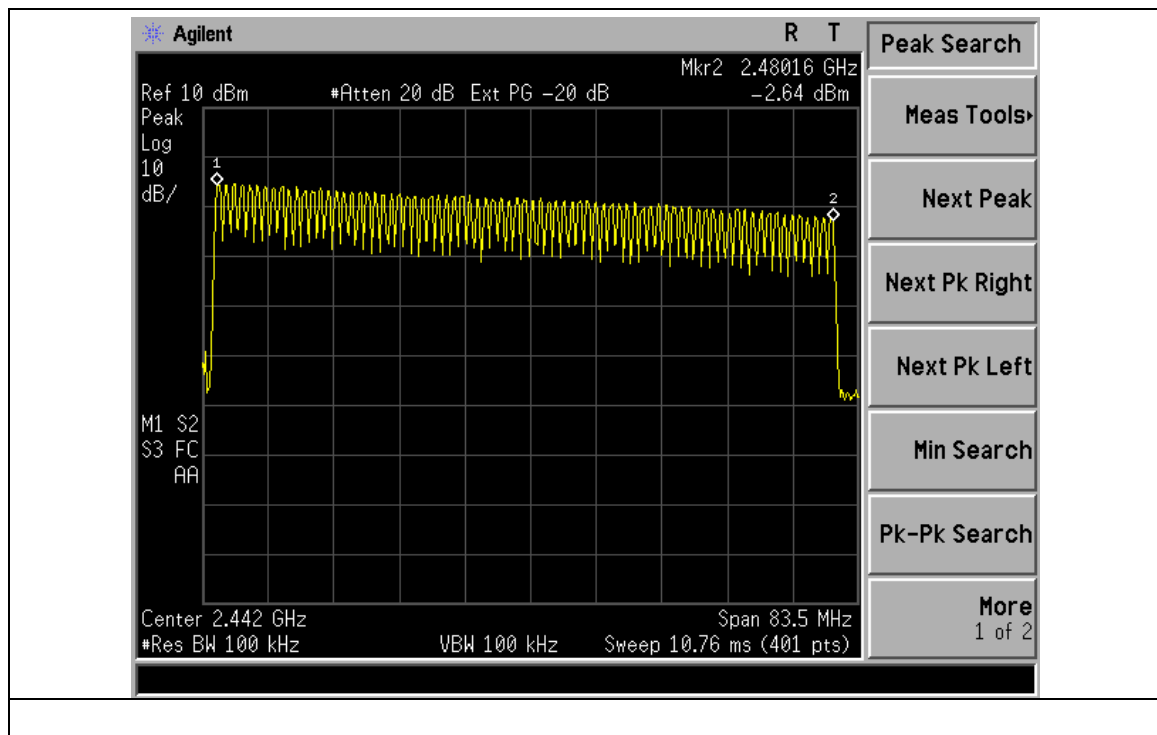 Agilent
R T
Mkr2 2.48016 GHz
Ref 10 dBm #Atten 20 dB Ext PG -20 dB -2.64 dBm
Peak
Log
10
dB/
1
2
M1 S2
S3 FC
AA
Center 2.442 GHz Span 83.5 MHz
#Res BW 100 kHz VBW 100 kHz Sweep 10.76 ms (401 pts)
Peak Search
Meas Tools
Next Peak
Next Pk Right
Next Pk Left
Min Search
Pk-Pk Search
More
1 of 2